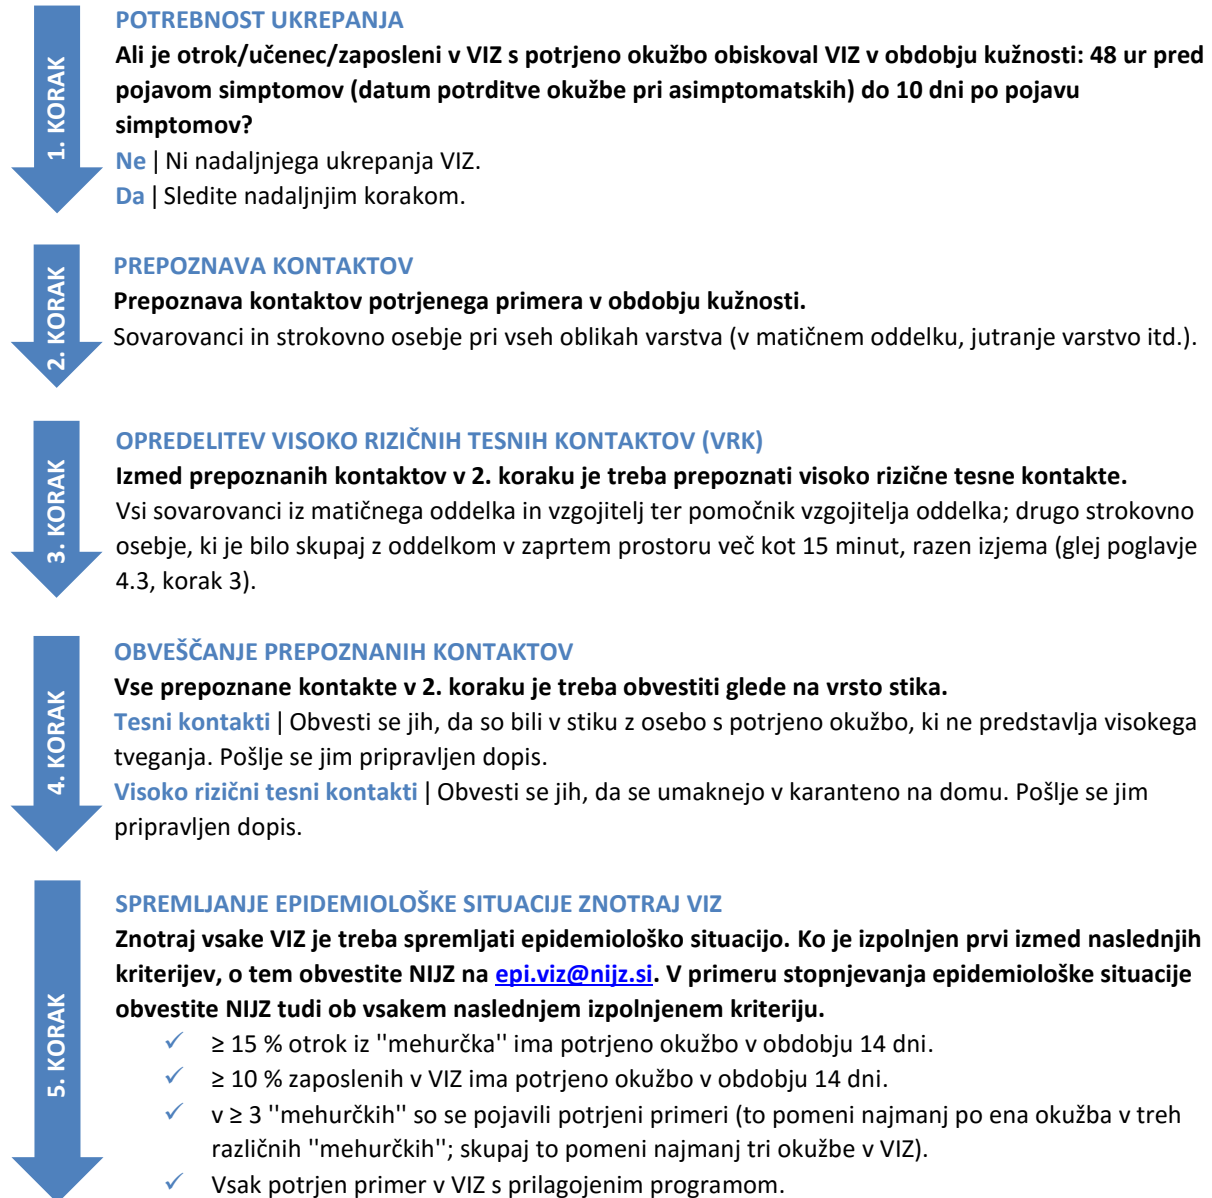 1. KORAK
POTREBNOST UKREPANJA
Ali je otrok/učenec/zaposleni v VIZ s potrjeno okužbo obiskoval VIZ v obdobju kužnosti: 48 ur pred
pojavom simptomov (datum potrditve okužbe pri asimptomatskih) do 10 dni po pojavu
simptomov?
Ne | Ni nadaljnjega ukrepanja VIZ.
Da | Sledite nadaljnjim korakom.
2. KORAK
PREPOZNAVA KONTAKTOV
Prepoznava kontaktov potrjenega primera v obdobju kužnosti.
Sovarovanci in strokovno osebje pri vseh oblikah varstva (v matičnem oddelku, jutranje varstvo itd.).
3. KORAK
OPREDELITEV VISOKO RIZIČNIH TESNIH KONTAKTOV (VRK)
Izmed prepoznanih kontaktov v 2. koraku je treba prepoznati visoko rizične tesne kontakte.
Vsi sovarovanci iz matičnega oddelka in vzgojitelj ter pomočnik vzgojitelja oddelka; drugo strokovno
osebje, ki je bilo skupaj z oddelkom v zaprtem prostoru več kot 15 minut, razen izjema (glej poglavje
4.3, korak 3).
4. KORAK
OBVEŠČANJE PREPOZNANIH KONTAKTOV
Vse prepoznane kontakte v 2. koraku je treba obvestiti glede na vrsto stika.
Tesni kontakti | Obvesti se jih, da so bili v stiku z osebo s potrjeno okužbo, ki ne predstavlja visokega
tveganja. Pošlje se jim pripravljen dopis.
Visoko rizični tesni kontakti | Obvesti se jih, da se umaknejo v karanteno na domu. Pošlje se jim
pripravljen dopis.
5. KORAK
SPREMLJANJE EPIDEMIOLOŠKE SITUACIJE ZNOTRAJ VIZ
Znotraj vsake VIZ je treba spremljati epidemiološko situacijo. Ko je izpolnjen prvi izmed naslednjih
kriterijev, o tem obvestite NIJZ na epi.viz@nijz.si. V primeru stopnjevanja epidemiološke situacije
obvestite NIJZ tudi ob vsakem naslednjem izpolnjenem kriteriju.
✓ ≥ 15 % otrok iz ''mehurčka'' ima potrjeno okužbo v obdobju 14 dni.
✓ ≥ 10 % zaposlenih v VIZ ima potrjeno okužbo v obdobju 14 dni.
✓ v ≥ 3 ''mehurčkih'' so se pojavili potrjeni primeri (to pomeni najmanj po ena okužba v treh
različnih ''mehurčkih''; skupaj to pomeni najmanj tri okužbe v VIZ).
✓ Vsak potrjen primer v VIZ s prilagojenim programom.